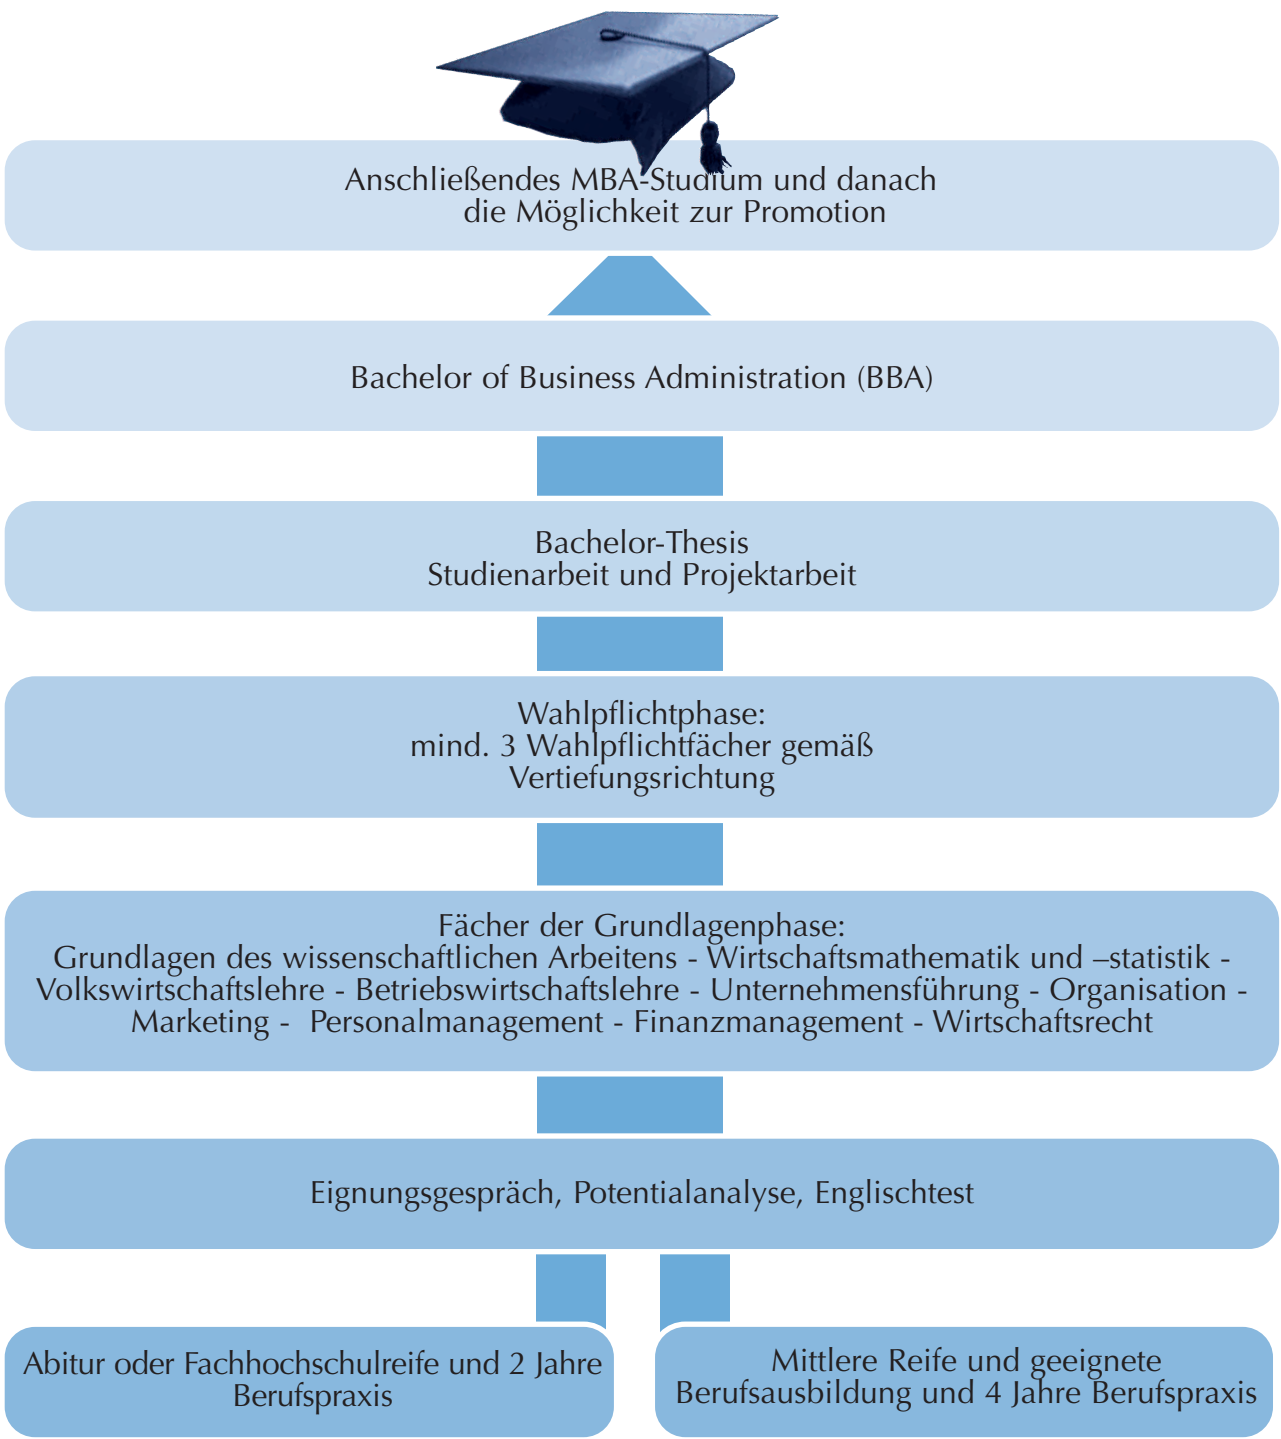 Anschließendes MBA-Studium und danach
die Möglichkeit zur Promotion
Bachelor of Business Administration (BBA)
Bachelor-Thesis
Studienarbeit und Projektarbeit
Wahlpflichtphase:
mind. 3 Wahlpflichtfächer gemäß
Vertiefungsrichtung
Fächer der Grundlagenphase:
Grundlagen des wissenschaftlichen Arbeitens - Wirtschaftsmathematik und –statistik -
Volkswirtschaftslehre - Betriebswirtschaftslehre - Unternehmensführung - Organisation -
Marketing -  Personalmanagement - Finanzmanagement - Wirtschaftsrecht
Eignungsgespräch, Potentialanalyse, Englischtest
Abitur oder Fachhochschulreife und 2 Jahre
Berufspraxis
Mittlere Reife und geeignete
Berufsausbildung und 4 Jahre Berufspraxis